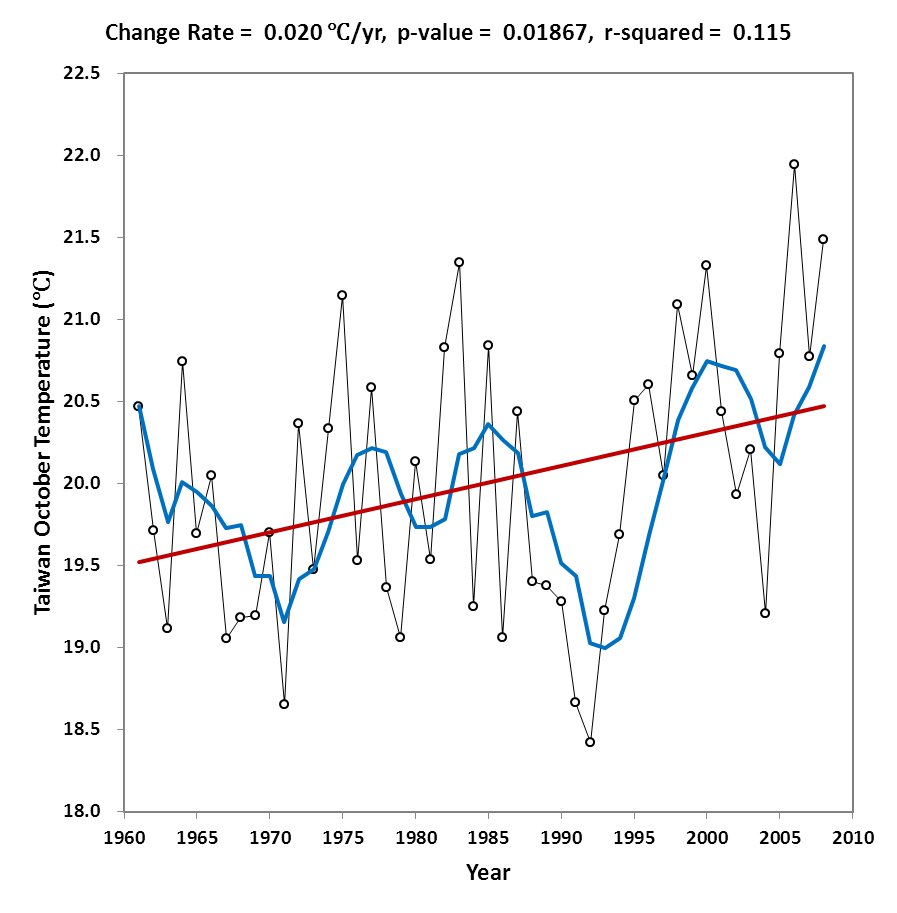 Change Rate = 0.020 ℃/yr, p-value = 0.01867, r-squared = 0.115
22.5
22.0
21.5
21.0
20.5
20.0
19.5
19.0
18.5
18.0
Taiwan October Temperature (℃)
1960 1965 1970 1975 1980 1985 1990 1995 2000 2005 2010
Year